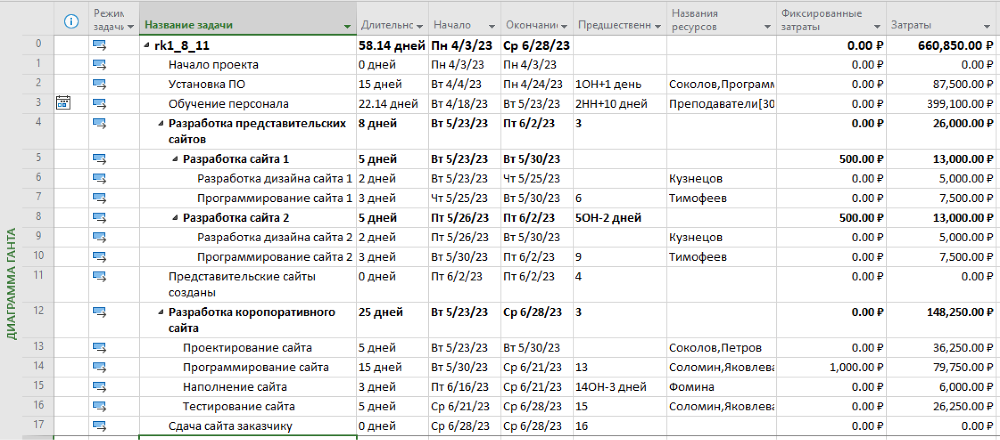 Режим задачи Название задачи Длительнс Начало Окончани Предшественн Названия ресурсов Фиксированные затраты Затраты
0 rk1_8_11 58.14 дней Пн 4/3/23 Ср 6/28/23 0.00 ₽ 660,850.00 ₽
1 Начало проекта 0 дней Пн 4/3/23 Пн 4/3/23 0.00 ₽ 0.00 ₽
2 Установка ПО 15 дней Вт 4/4/23 Пн 4/24/23 1ОН+1 день Соколов,Программ 0.00 ₽ 87,500.00 ₽
3 Обучение персонала 22.14 дней Вт 4/18/23 Вт 5/23/23 2НН+10 дней Преподаватели[30 0.00 ₽ 399,100.00 ₽
4 Разработка представительских сайтов 8 дней Вт 5/23/23 Пт 6/2/23 3 0.00 ₽ 26,000.00 ₽
5 Разработка сайта 1 5 дней Вт 5/23/23 Вт 5/30/23 500.00 ₽ 13,000.00 ₽
6 Разработка дизайна сайта 1 2 дней Вт 5/23/23 Чт 5/25/23 Кузнецов 0.00 ₽ 5,000.00 ₽
7 Программирование сайта 1 3 дней Чт 5/25/23 Вт 5/30/23 6 Тимофеев 0.00 ₽ 7,500.00 ₽
8 Разработка сайта 2 5 дней Пт 5/26/23 Пт 6/2/23 5ОН-2 дней 500.00 ₽ 13,000.00 ₽
9 Разработка дизайна сайта 2 2 дней Пт 5/26/23 Вт 5/30/23 Кузнецов 0.00 ₽ 5,000.00 ₽
10 Программирование сайта 2 3 дней Вт 5/30/23 Пт 6/2/23 9 Тимофеев 0.00 ₽ 7,500.00 ₽
11 Представительские сайты созданы 0 дней Пт 6/2/23 Пт 6/2/23 4 0.00 ₽ 0.00 ₽
12 Разработка коропоративного сайта 25 дней Вт 5/23/23 Ср 6/28/23 3 0.00 ₽ 148,250.00 ₽
13 Проектирование сайта 5 дней Вт 5/23/23 Вт 5/30/23 Соколов,Петров 0.00 ₽ 36,250.00 ₽
14 Программирование сайта 15 дней Вт 5/30/23 Ср 6/21/23 13 Соломин,Яковлева 1,000.00 ₽ 79,750.00 ₽
15 Наполнение сайта 3 дней Пт 6/16/23 Ср 6/21/23 14ОН-3 дней Фомина 0.00 ₽ 6,000.00 ₽
16 Тестирование сайта 5 дней Ср 6/21/23 Ср 6/28/23 15 Соломин,Яковлева 0.00 ₽ 26,250.00 ₽
17 Сдача сайта заказчику 0 дней Ср 6/28/23 Ср 6/28/23 16 0.00 ₽ 0.00 ₽
ДИАГРАММА ГАНТА